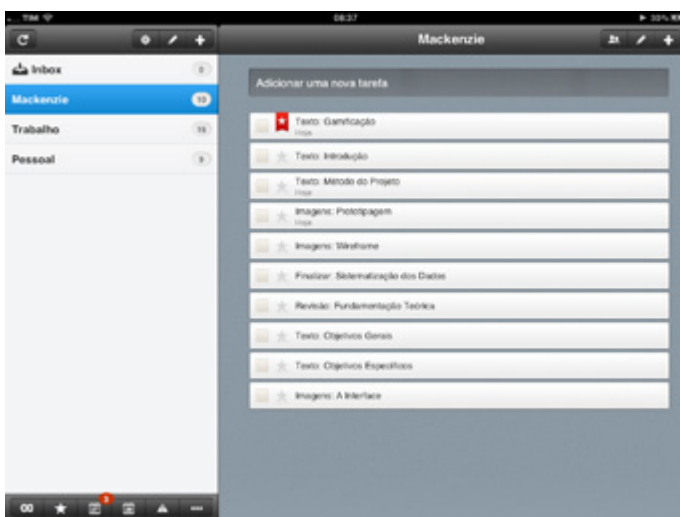 TIM 08:37
Mackenzie
Inbox
Mackenzie 10
Trabalho
Pessoal
Adicionar uma nova tarefa
Texto: Gamificação
Hoje
Texto: Introdução
Texto: Método do Projeto
Hoje
Imagens: Prototipagem
Hoje
Imagens: Wireframe
Finalizar: Sistematização dos Dados
Revisão: Fundamentação Teórica
Texto: Objetivos Gerais
Texto: Objetivos Específicos
Imagens: A Interface
3